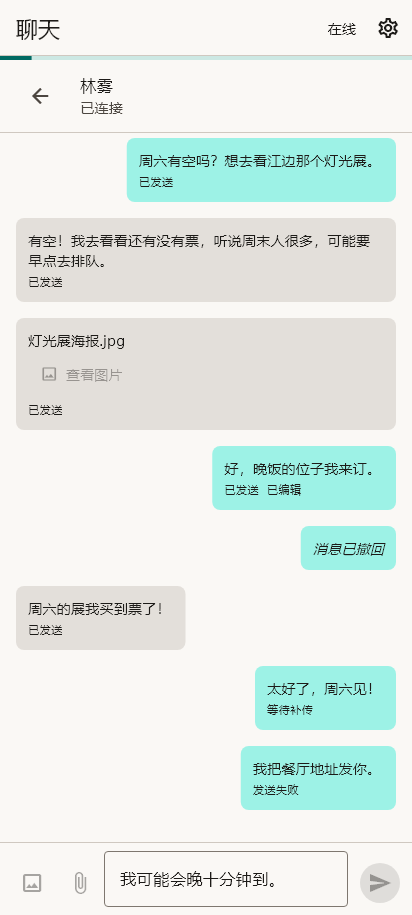 聊天
在线
林雾
已连接
周六有空吗？想去看江边那个灯光展。
已发送
有空！我去看看还有没有票，听说周末人很多，可能要
早点去排队。
已发送
灯光展海报.jpg
查看图片
已发送
好，晚饭的位子我来订。
已发送 已编辑
消息已撤回
周六的展我买到票了！
已发送
太好了，周六见！
等待补传
我把餐厅地址发你。
发送失败
我可能会晚十分钟到。